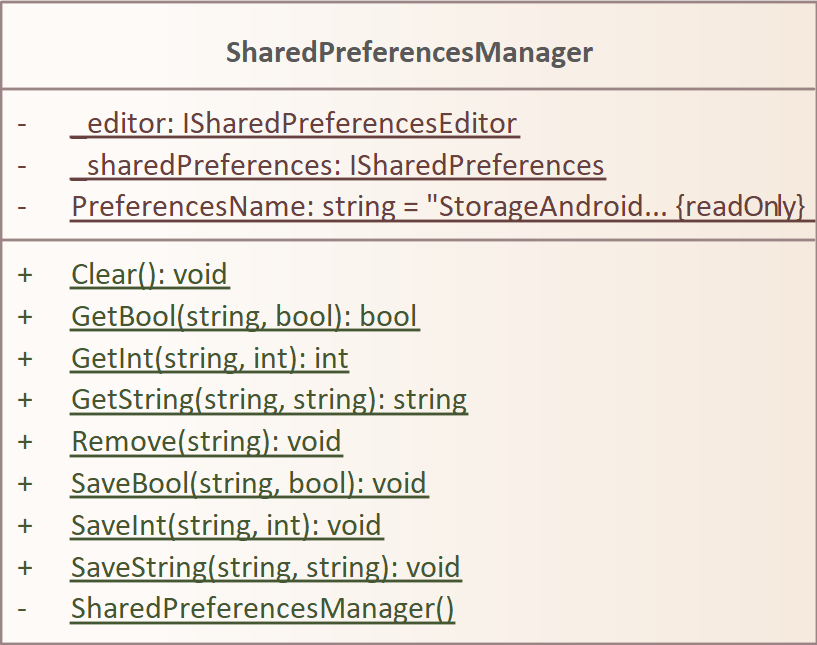 SharedPreferencesManager
- _editor: ISharedPreferencesEditor
- _sharedPreferences: ISharedPreferences
- PreferencesName: string = "StorageAndroid... {readOnly}
+ Clear(): void
+ GetBool(string, bool): bool
+ GetInt(string, int): int
+ GetString(string, string): string
+ Remove(string): void
+ SaveBool(string, bool): void
+ SaveInt(string, int): void
+ SaveString(string, string): void
- SharedPreferencesManager()